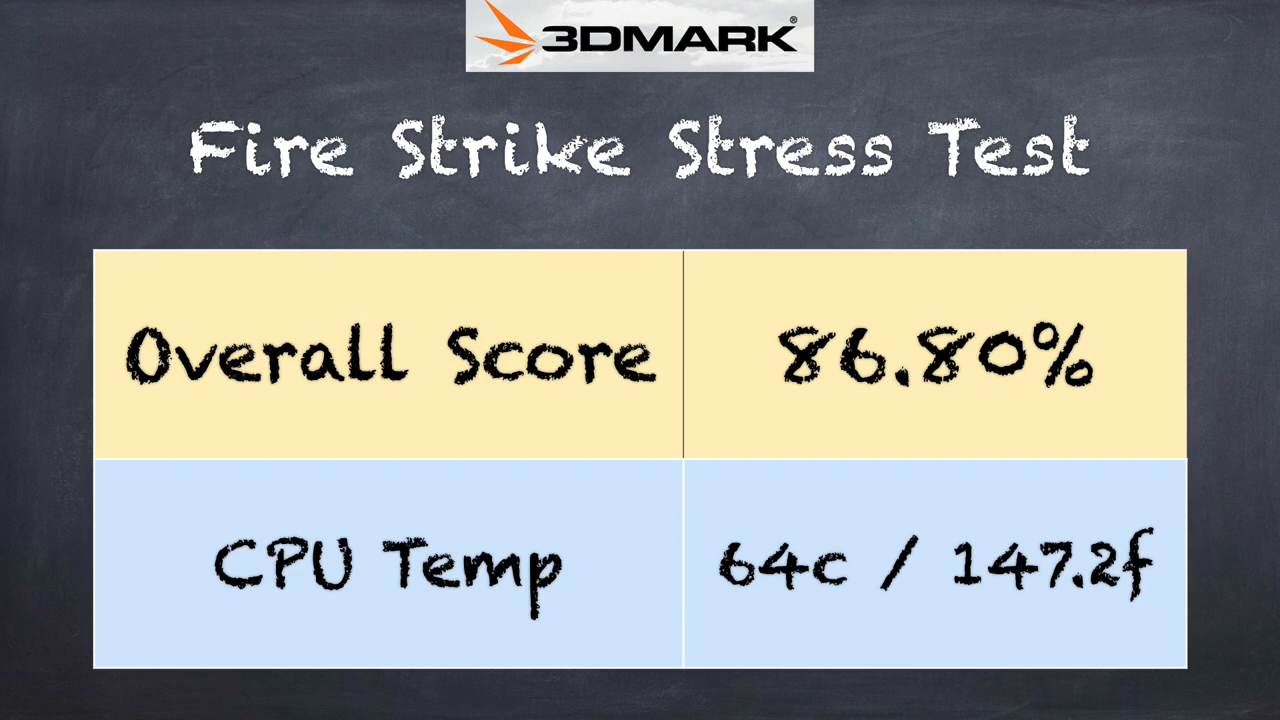 3DMARK®
Fire Strike Stress Test
Overall Score 86.80%
CPU Temp 64c / 147.2f